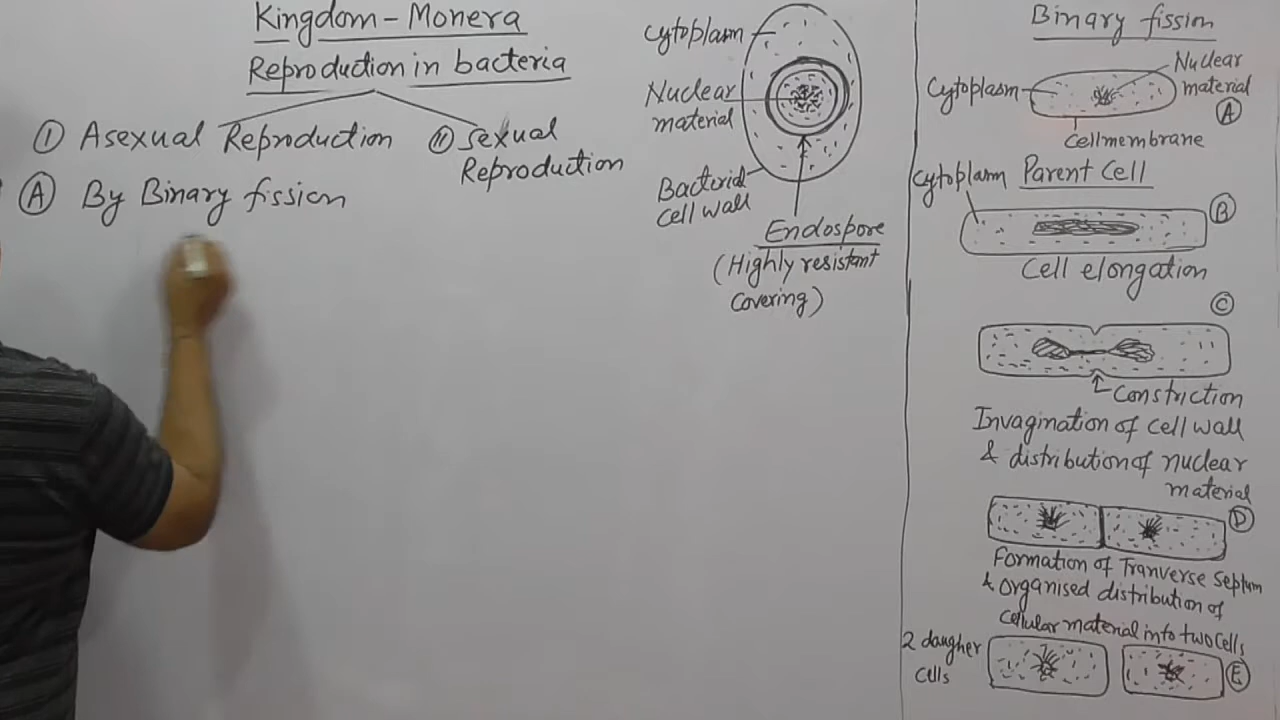 Kingdom - Monera
Reproduction in bacteria
I Asexual Reproduction
II Sexual
Reproduction
A By Binary fission
Cytoplasm
Nuclear
material
Bacterial
Cell wall
Endospore
(Highly resistant
covering)
Binary fission
Cytoplasm
Nuclear
material
A
Cellmembrane
Cytoplasm
Parent Cell
B
Cell elongation
C
Constriction
Invagination of cell wall
& distribution of nuclear
material
D
Formation of Tranverse Septum
& Organised distribution of
Cellular material into two cells
2 daugher
cells
E